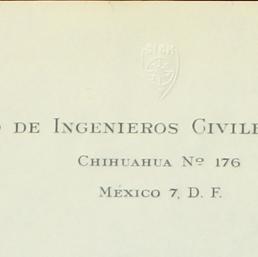 DE INGENIEROS CIVILE
CHIHUAHUA Nº 176
MÉXICO 7, D. F.